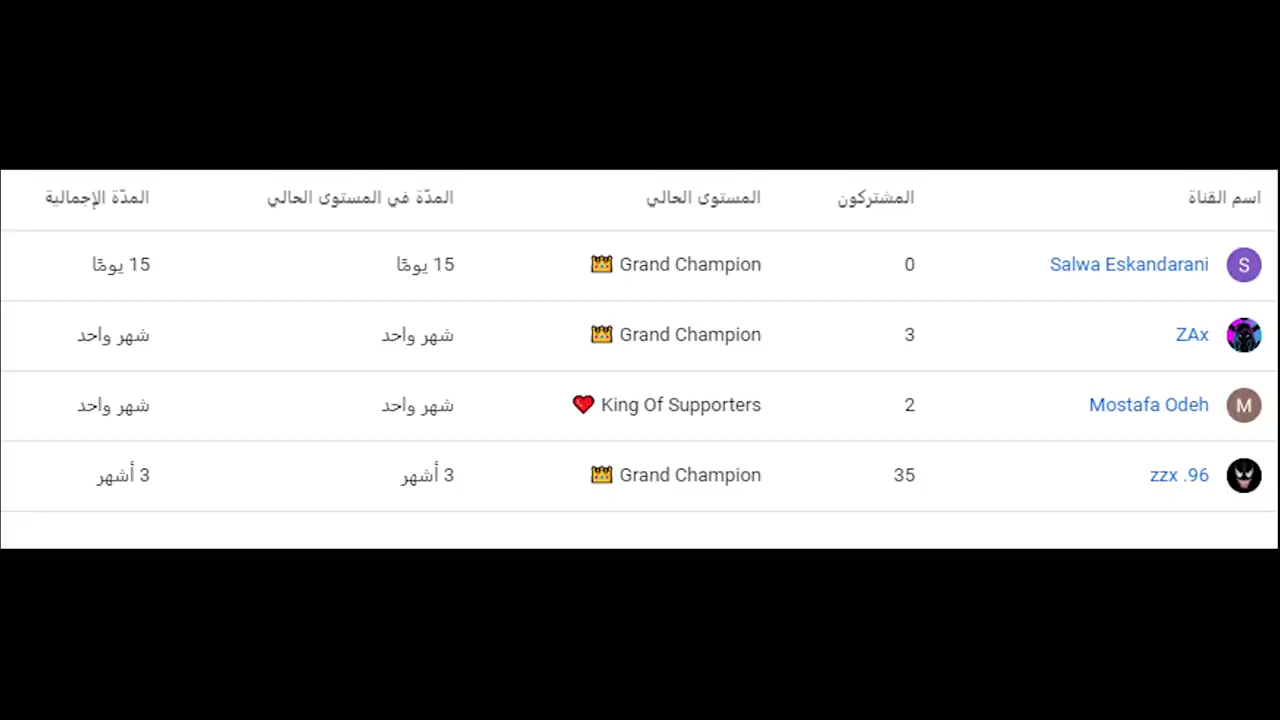 اسم القناة المشتركون المستوى الحالي المدّة في المستوى الحالي المدّة الإجمالية
S Salwa Eskandarani 0 Grand Champion 15 يومًا 15 يومًا
ZAx 3 Grand Champion شهر واحد شهر واحد
M Mostafa Odeh 2 King Of Supporters شهر واحد شهر واحد
zzx .96 35 Grand Champion 3 أشهر 3 أشهر